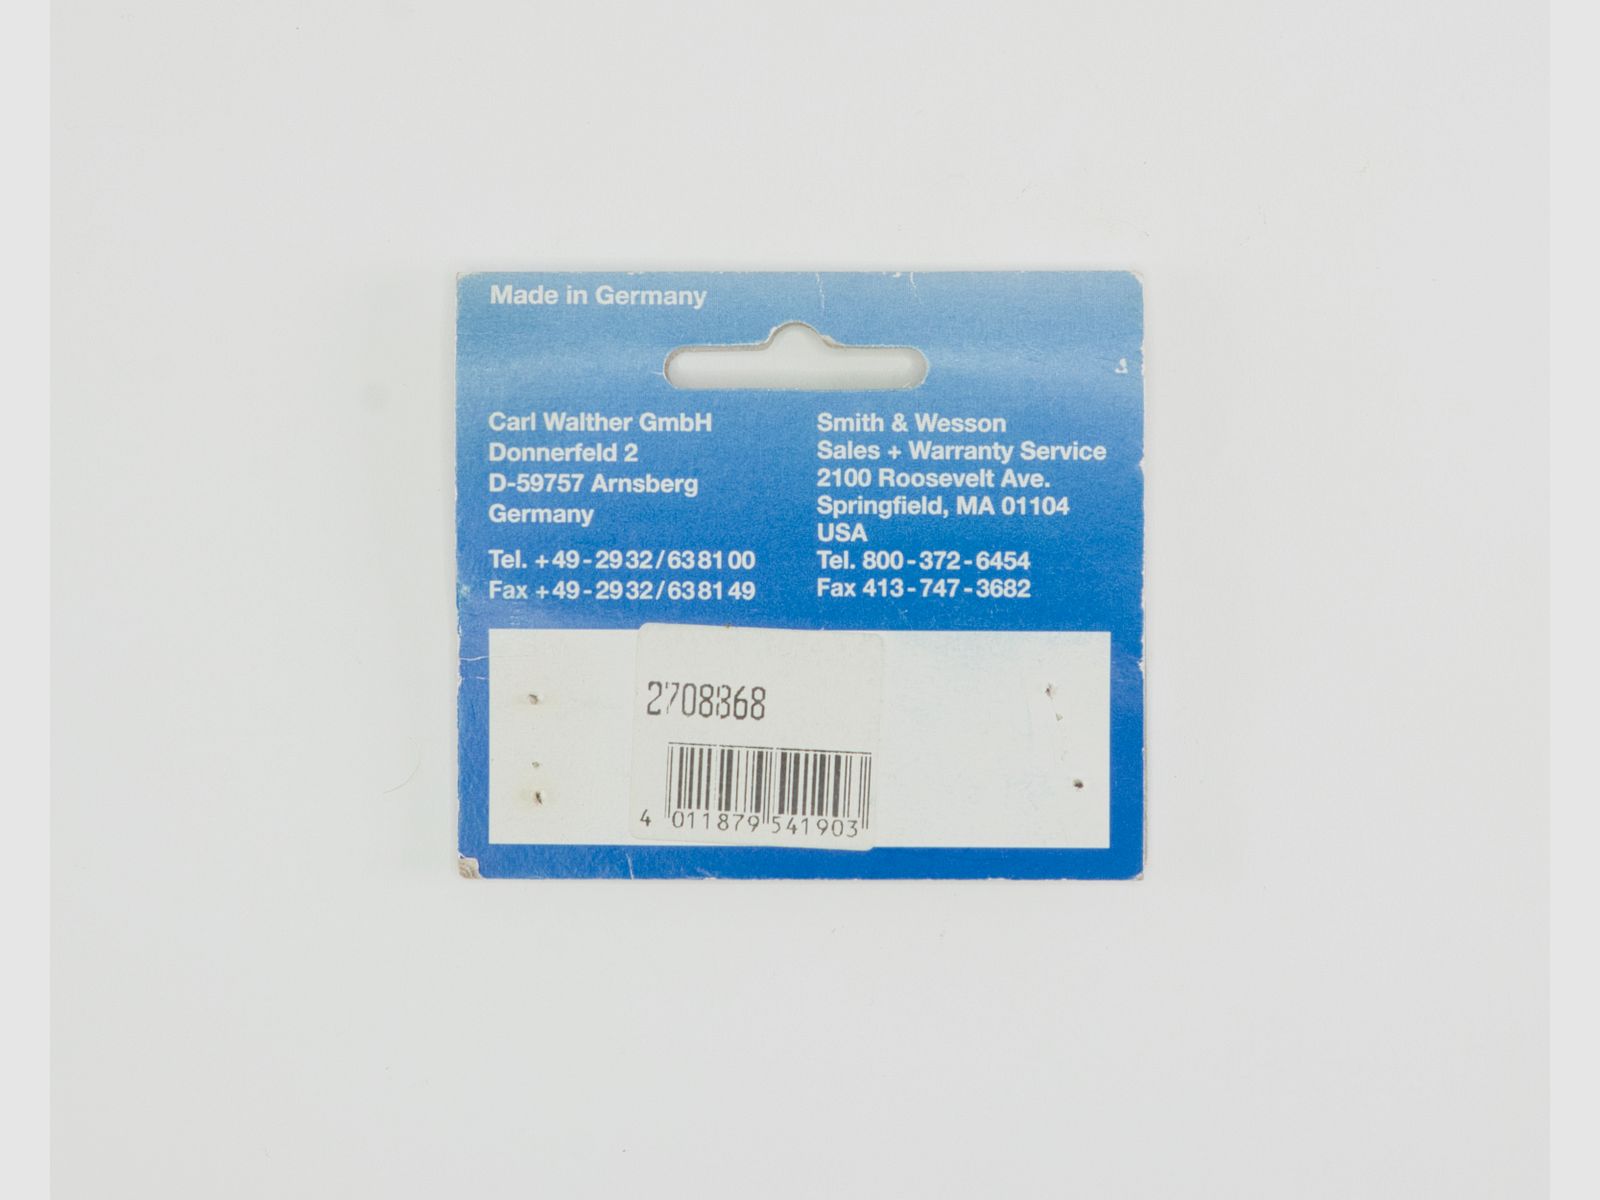 Made in Germany
Carl Walther GmbH
Donnerfeld 2
D-59757 Arnsberg
Germany
Tel. +49-2932/638100
Fax +49-2932/638149
Smith & Wesson
Sales + Warranty Service
2100 Roosevelt Ave.
Springfield, MA 01104
USA
Tel. 800-372-6454
Fax 413-747-3682
2708868
4 011879 541903